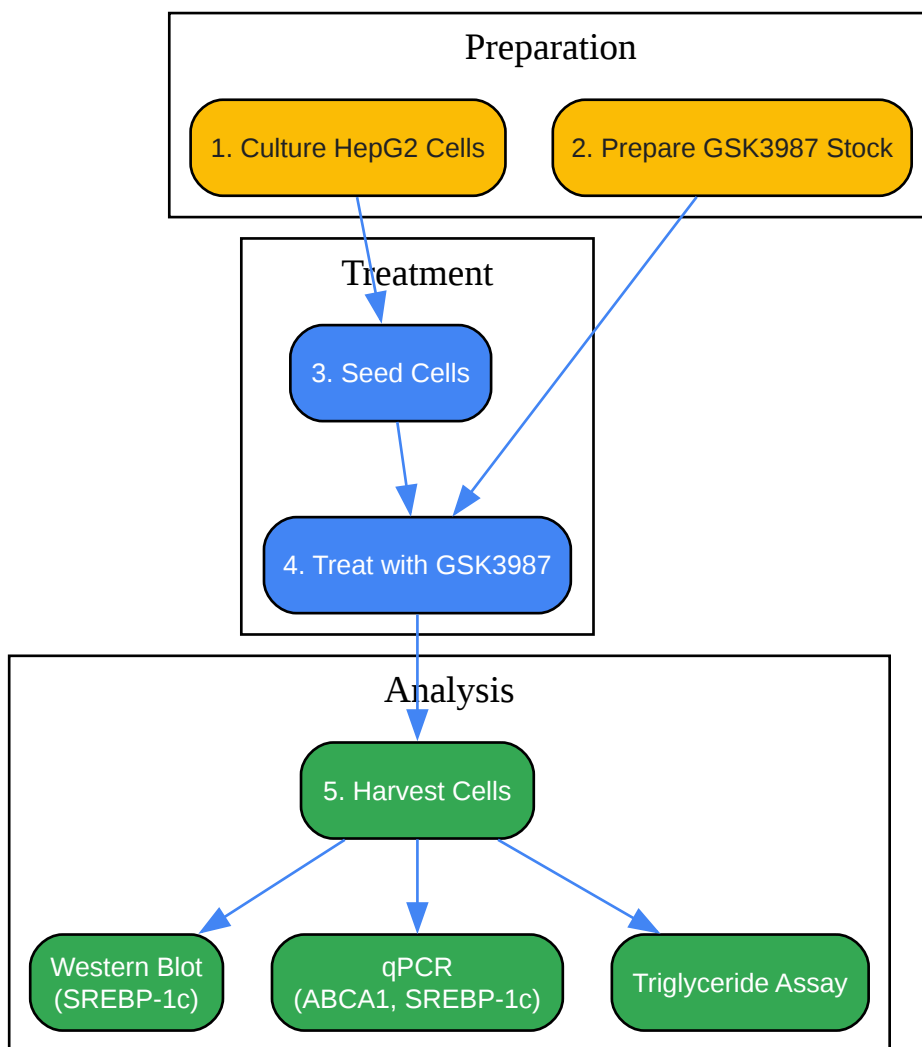 Preparation
1. Culture HepG2 Cells
2. Prepare GSK3987 Stock
Treatment
3. Seed Cells
4. Treat with GSK3987
Analysis
5. Harvest Cells
Western Blot
(SREBP-1c)
qPCR
(ABCA1, SREBP-1c)
Triglyceride Assay